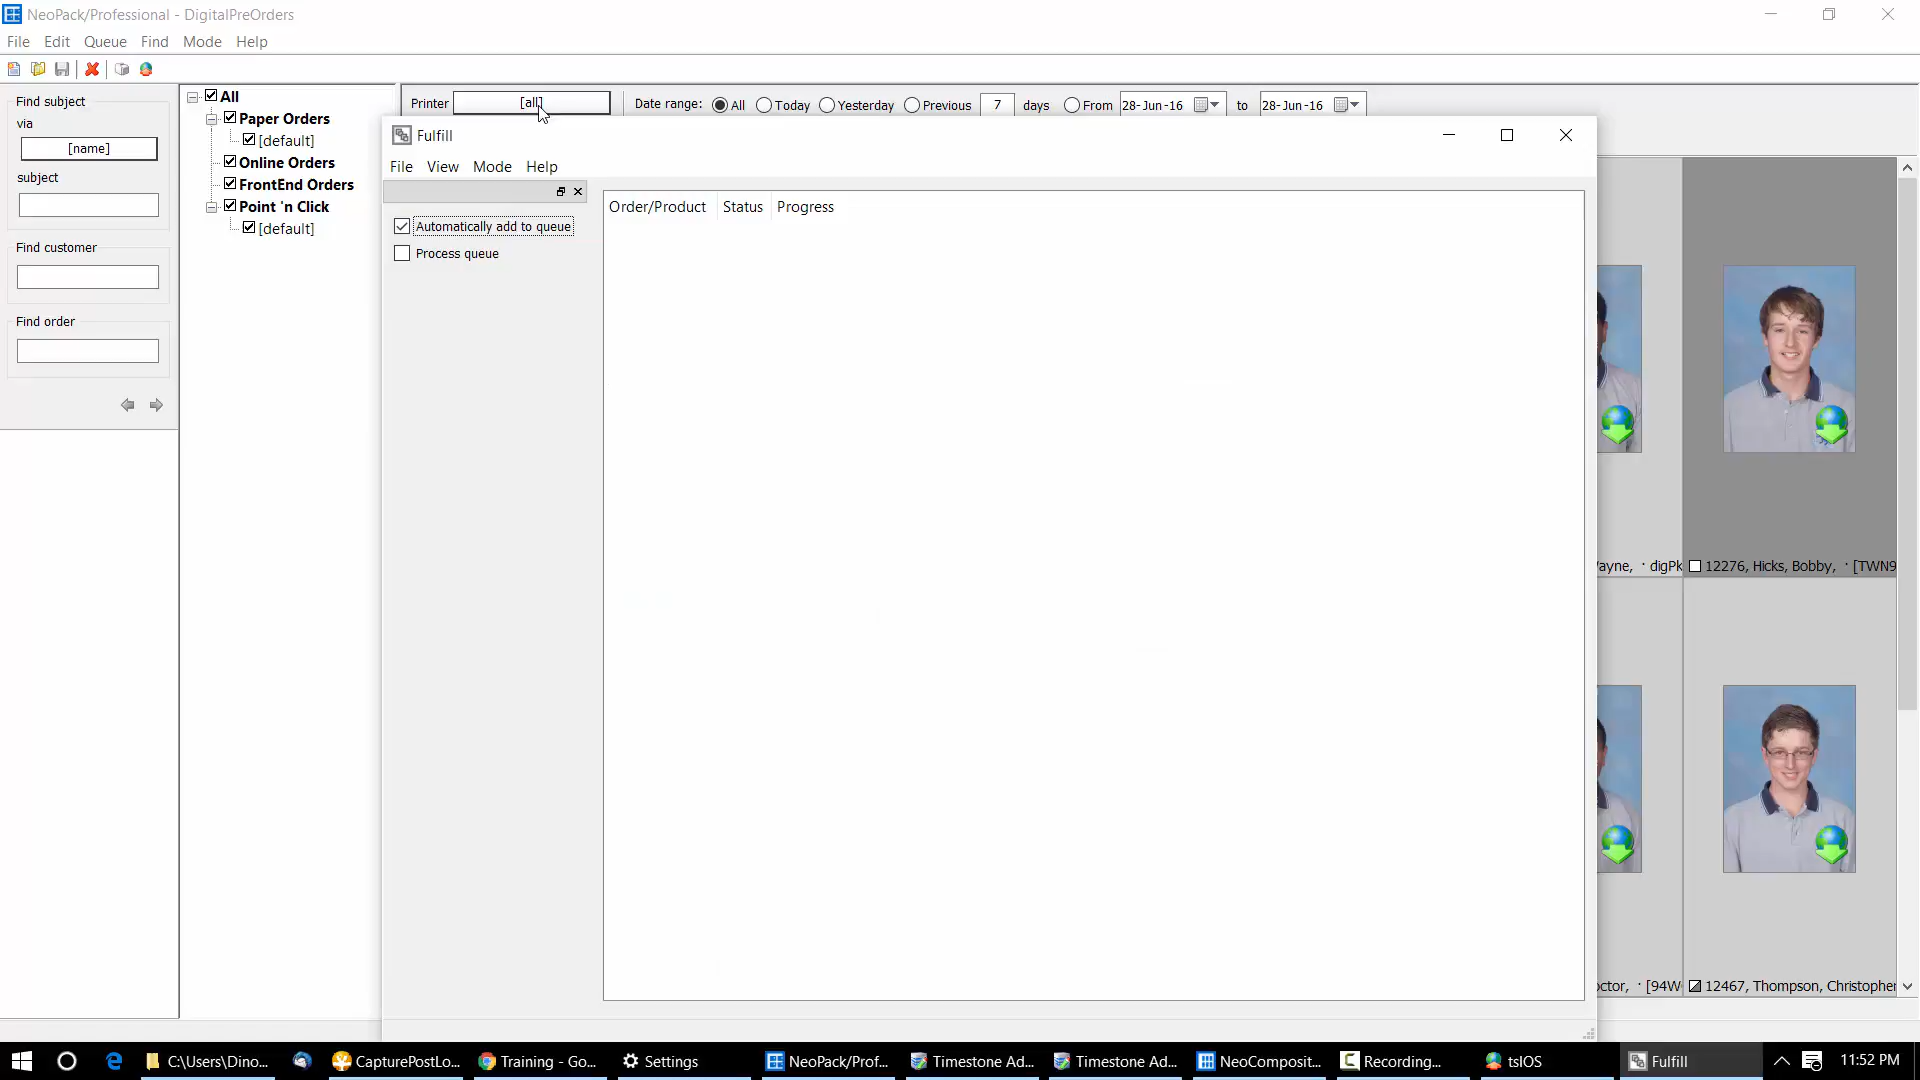 NeoPack/Professional - DigitalPreOrders
File Edit Queue Find Mode Help
Find subject
via
[name]
subject
Find customer
Find order
All
Paper Orders
[default]
Online Orders
FrontEnd Orders
Point 'n Click
[default]
Printer [all] Date range: All Today Yesterday Previous 7 days From 28-Jun-16 to 28-Jun-16
Fulfill
File View Mode Help
Automatically add to queue
Process queue
Order/Product Status Progress
ayne, · digPk 12276, Hicks, Bobby, · [TWN9
octor, · [94W 12467, Thompson, Christopher
C:\Users\Dino... CapturePostLo... Training - Go... Settings NeoPack/Prof... Timestone Ad... Timestone Ad... NeoComposit... Recording... tsIOS Fulfill 11:52 PM